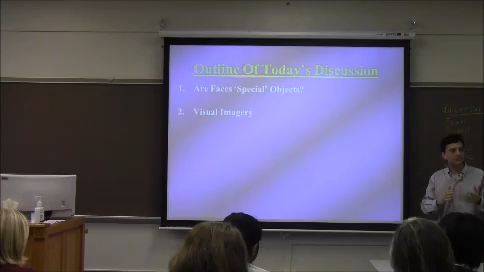 Outline Of Today's Discussion
1. Are Faces 'Special' Objects?
2. Visual Imagery